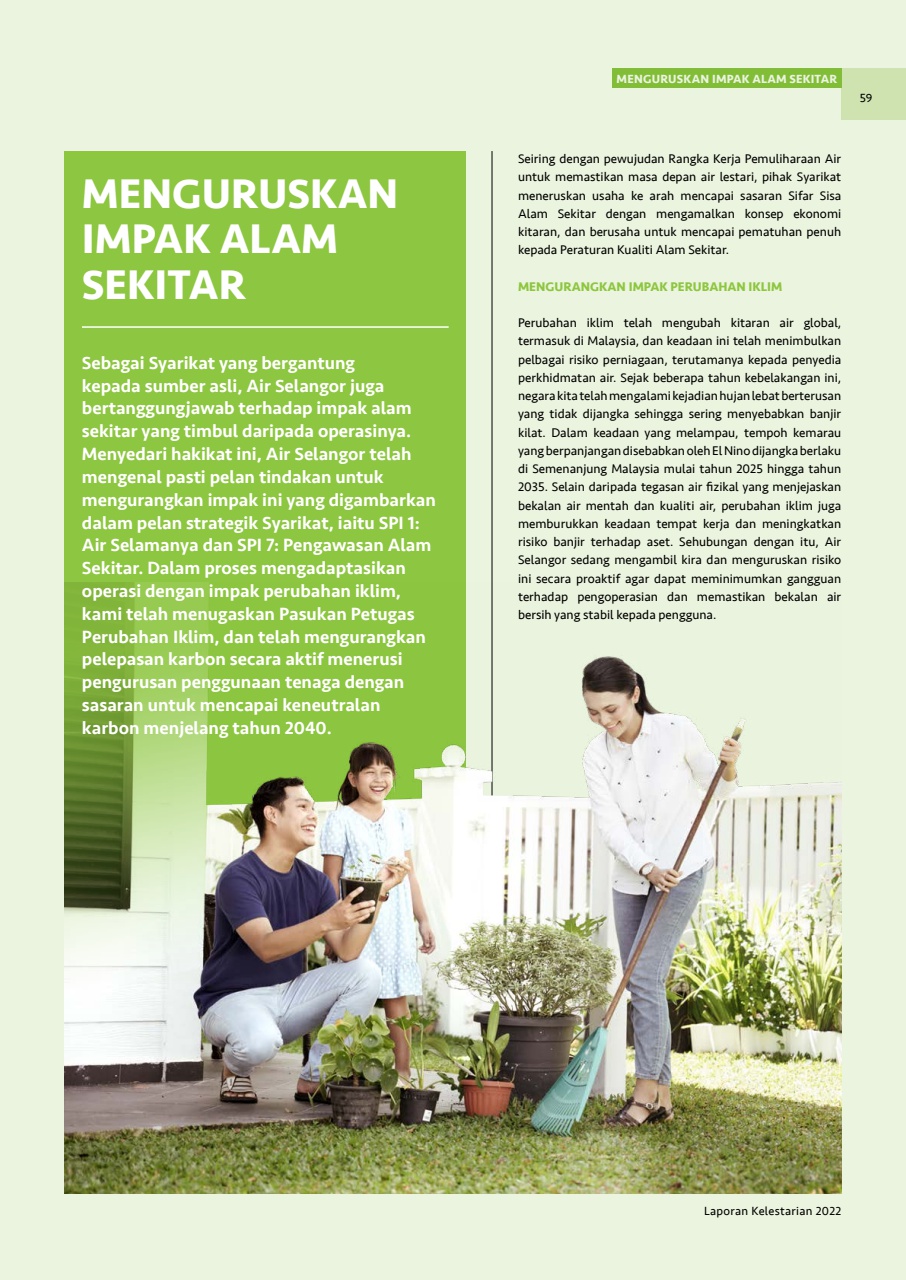 MENGURUSKAN IMPAK ALAM SEKITAR
59
MENGURUSKAN
IMPAK ALAM
SEKITAR
Sebagai Syarikat yang bergantung
kepada sumber asli, Air Selangor juga
bertanggungjawab terhadap impak alam
sekitar yang timbul daripada operasinya.
Menyedari hakikat ini, Air Selangor telah
mengenal pasti pelan tindakan untuk
mengurangkan impak ini yang digambarkan
dalam pelan strategik Syarikat, iaitu SPI 1:
Air Selamanya dan SPI 7: Pengawasan Alam
Sekitar. Dalam proses mengadaptasikan
operasi dengan impak perubahan iklim,
kami telah menugaskan Pasukan Petugas
Perubahan Iklim, dan telah mengurangkan
pelepasan karbon secara aktif menerusi
pengurusan penggunaan tenaga dengan
sasaran untuk mencapai keneutralan
karbon menjelang tahun 2040.
Seiring dengan pewujudan Rangka Kerja Pemuliharaan Air
untuk memastikan masa depan air lestari, pihak Syarikat
meneruskan usaha ke arah mencapai sasaran Sifar Sisa
Alam Sekitar dengan mengamalkan konsep ekonomi
kitaran, dan berusaha untuk mencapai pematuhan penuh
kepada Peraturan Kualiti Alam Sekitar.
MENGURANGKAN IMPAK PERUBAHAN IKLIM
Perubahan iklim telah mengubah kitaran air global,
termasuk di Malaysia, dan keadaan ini telah menimbulkan
pelbagai risiko perniagaan, terutamanya kepada penyedia
perkhidmatan air. Sejak beberapa tahun kebelakangan ini,
negara kita telah mengalami kejadian hujan lebat berterusan
yang tidak dijangka sehingga sering menyebabkan banjir
kilat. Dalam keadaan yang melampau, tempoh kemarau
yang berpanjangan disebabkan oleh El Nino dijangka berlaku
di Semenanjung Malaysia mulai tahun 2025 hingga tahun
2035. Selain daripada tegasan air fizikal yang menjejaskan
bekalan air mentah dan kualiti air, perubahan iklim juga
memburukkan keadaan tempat kerja dan meningkatkan
risiko banjir terhadap aset. Sehubungan dengan itu, Air
Selangor sedang mengambil kira dan menguruskan risiko
ini secara proaktif agar dapat meminimumkan gangguan
terhadap pengoperasian dan memastikan bekalan air
bersih yang stabil kepada pengguna.
Laporan Kelestarian 2022